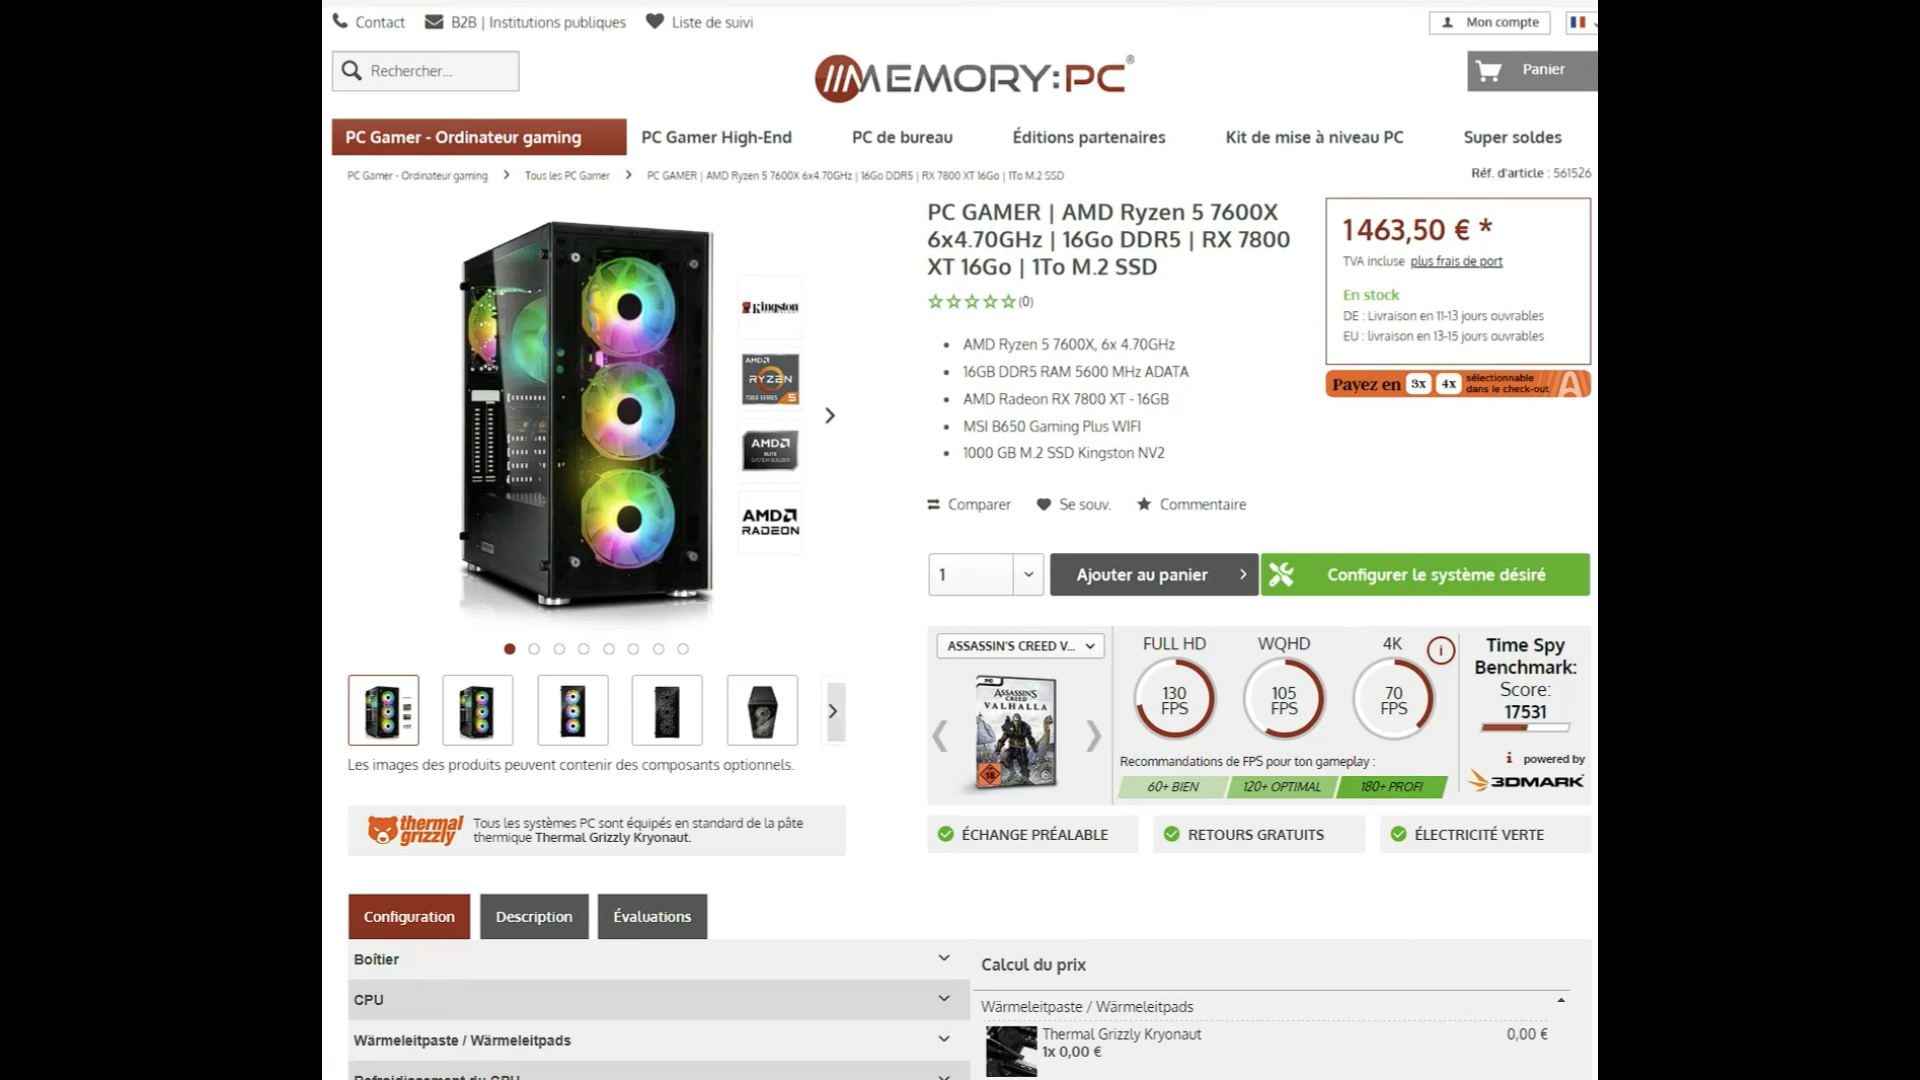 Contact
B2B | Institutions publiques
Liste de suivi
Mon compte
Rechercher...
MEMORY:PC®
Panier
PC Gamer - Ordinateur gaming
PC Gamer High-End
PC de bureau
Éditions partenaires
Kit de mise à niveau PC
Super soldes
PC Gamer - Ordinateur gaming
Tous les PC Gamer
PC GAMER | AMD Ryzen 5 7600X 6x4.70GHz | 16Go DDR5 | RX 7800 XT 16Go | 1To M.2 SSD
Réf. d'article : 561526
PC GAMER | AMD Ryzen 5 7600X
6x4.70GHz | 16Go DDR5 | RX 7800
XT 16Go | 1To M.2 SSD
(0)
1 463,50 € *
TVA incluse plus frais de port
En stock
DE : Livraison en 11-13 jours ouvrables
EU : livraison en 13-15 jours ouvrables
Payez en 3x 4x sélectionnable
dans le check-out
Kingston
AMD
RYZEN
7000 SERIES 5
AMD
ELITE
SYSTEM BUILDER
AMD
RADEON
AMD Ryzen 5 7600X, 6x 4.70GHz
16GB DDR5 RAM 5600 MHz ADATA
AMD Radeon RX 7800 XT - 16GB
MSI B650 Gaming Plus WIFI
1000 GB M.2 SSD Kingston NV2
Comparer
Se souv.
Commentaire
1
Ajouter au panier
Configurer le système désiré
ASSASSIN'S CREED V...
PC
ASSASSIN'S
CREED
VALHALLA
18
FULL HD
130
FPS
WQHD
105
FPS
4K
70
FPS
i
Recommandations de FPS pour ton gameplay :
60+ BIEN
120+ OPTIMAL
180+ PROFI
Time Spy
Benchmark:
Score:
17531
i powered by
3DMARK
Les images des produits peuvent contenir des composants optionnels.
thermal
grizzly
Tous les systèmes PC sont équipés en standard de la pâte
thermique Thermal Grizzly Kryonaut.
ÉCHANGE PRÉALABLE
RETOURS GRATUITS
ÉLECTRICITÉ VERTE
Configuration
Description
Évaluations
Boîtier
CPU
Wärmeleitpaste / Wärmeleitpads
Refroidissement du CPU
Calcul du prix
Wärmeleitpaste / Wärmeleitpads
Thermal Grizzly Kryonaut
0,00 €
1x 0,00 €